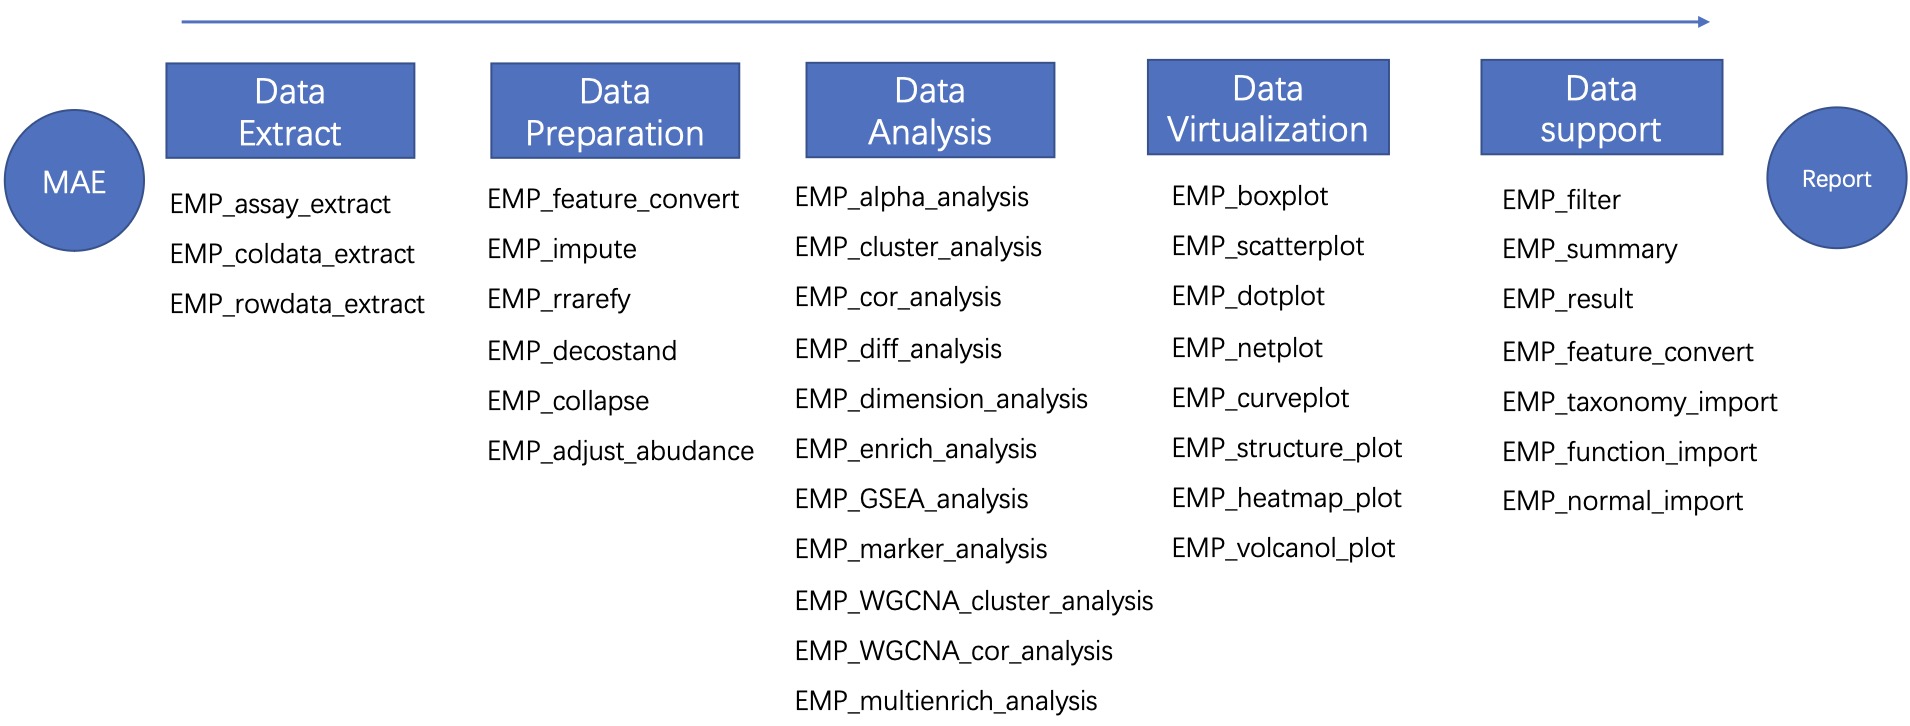 MAE
Data
Extract
EMP_assay_extract
EMP_coldata_extract
EMP_rowdata_extract
Data
Preparation
EMP_feature_convert
EMP_impute
EMP_rrarefy
EMP_decostand
EMP_collapse
EMP_adjust_abudance
Data
Analysis
EMP_alpha_analysis
EMP_cluster_analysis
EMP_cor_analysis
EMP_diff_analysis
EMP_dimension_analysis
EMP_enrich_analysis
EMP_GSEA_analysis
EMP_marker_analysis
EMP_WGCNA_cluster_analysis
EMP_WGCNA_cor_analysis
EMP_multienrich_analysis
Data
Virtualization
EMP_boxplot
EMP_scatterplot
EMP_dotplot
EMP_netplot
EMP_curveplot
EMP_structure_plot
EMP_heatmap_plot
EMP_volcanol_plot
Data
support
EMP_filter
EMP_summary
EMP_result
EMP_feature_convert
EMP_taxonomy_import
EMP_function_import
EMP_normal_import
Report